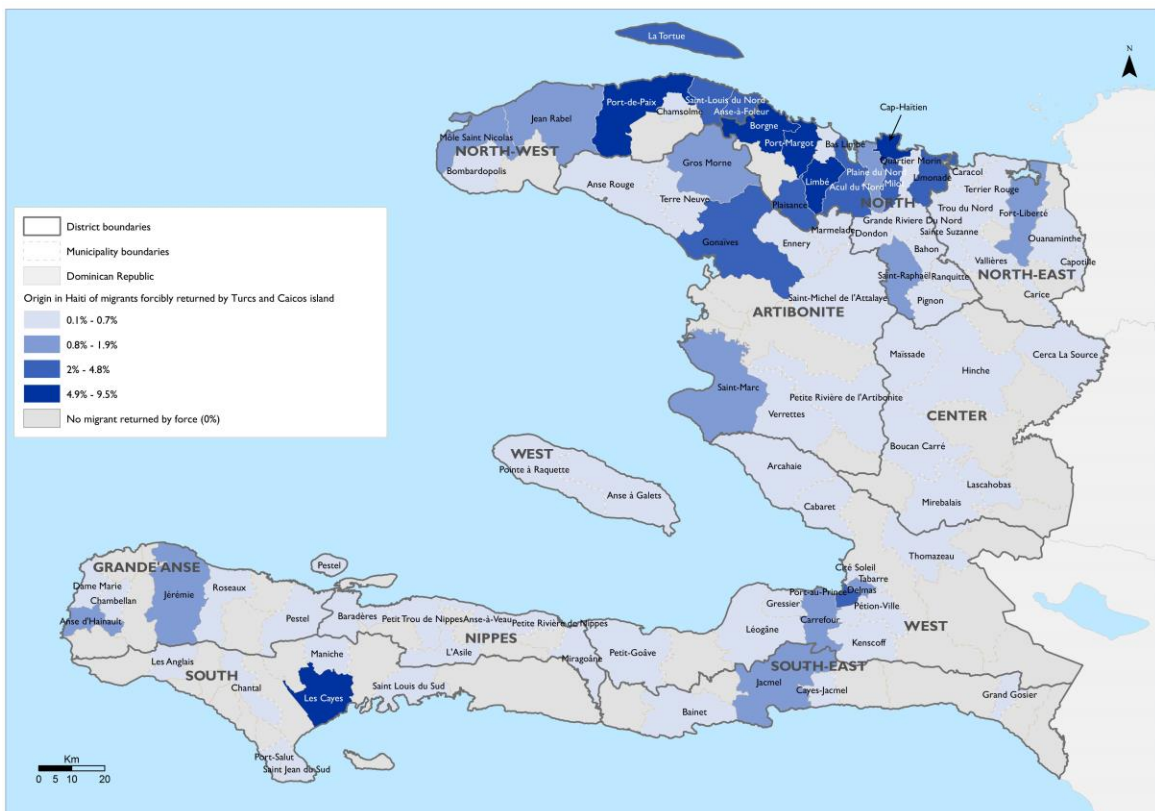 La Tortue
N
Port-de-Paix
Saint-Louis du Nord
Cap-Haïtien
Chamsolme
Anse-à-Foleur
Jean Rabel
Borgne
Môle Saint Nicolas
Port-Margot
Bas Limbé
NORTH-WEST
Quartier Morin
Gros Morne
Bombardopolis
Limbé
Plaine du Nord
Limonade
Caracol
Anse Rouge
Acul du Nord
Milot
Terrier Rouge
Terre Neuve
Plaisance
NORTH
Trou du Nord
Fort-Liberté
Grande Riviere Du Nord
Marmelade
Dondon
Sainte Suzanne
Ouanaminthe
Gonaives
Ennery
Bahon
Vallières
Capotille
Saint-Raphaël
Ranquitte
NORTH-EAST
Saint-Michel de l'Attalaye
Pignon
Carice
ARTIBONITE
District boundaries
Municipality boundaries
Dominican Republic
Origin in Haiti of migrants forcibly returned by Turcs and Caicos island
0.1% - 0.7%
0.8% - 1.9%
2% - 4.8%
4.9% - 9.5%
No migrant returned by force (0%)
Maïssade
Cerca La Source
Hinche
Saint-Marc
Petite Rivière de l'Artibonite
Verrettes
CENTER
Boucan Carré
WEST
Pointe à Raquette
Arcahaie
Lascahobas
Anse à Galets
Mirebalais
Cabaret
Thomazeau
GRANDE'ANSE
Pestel
Cité Soleil
Dame Marie
Roseaux
Tabarre
Chambellan
Jérémie
Port-au-Prince
Delmas
Anse d'Hainault
Pestel
Baradères
Petit Trou de Nippes
Anse-à-Veau
Petite Rivière de Nippes
Gressier
Pétion-Ville
Léogâne
Carrefour
WEST
NIPPES
Kenscoff
Les Anglais
Maniche
L'Asile
Miragoâne
Petit-Goâve
SOUTH
SOUTH-EAST
Chantal
Les Cayes
Saint Louis du Sud
Jacmel
Cayes-Jacmel
Grand Gosier
Bainet
Port-Salut
Saint Jean du Sud
Km
0 5 10 20